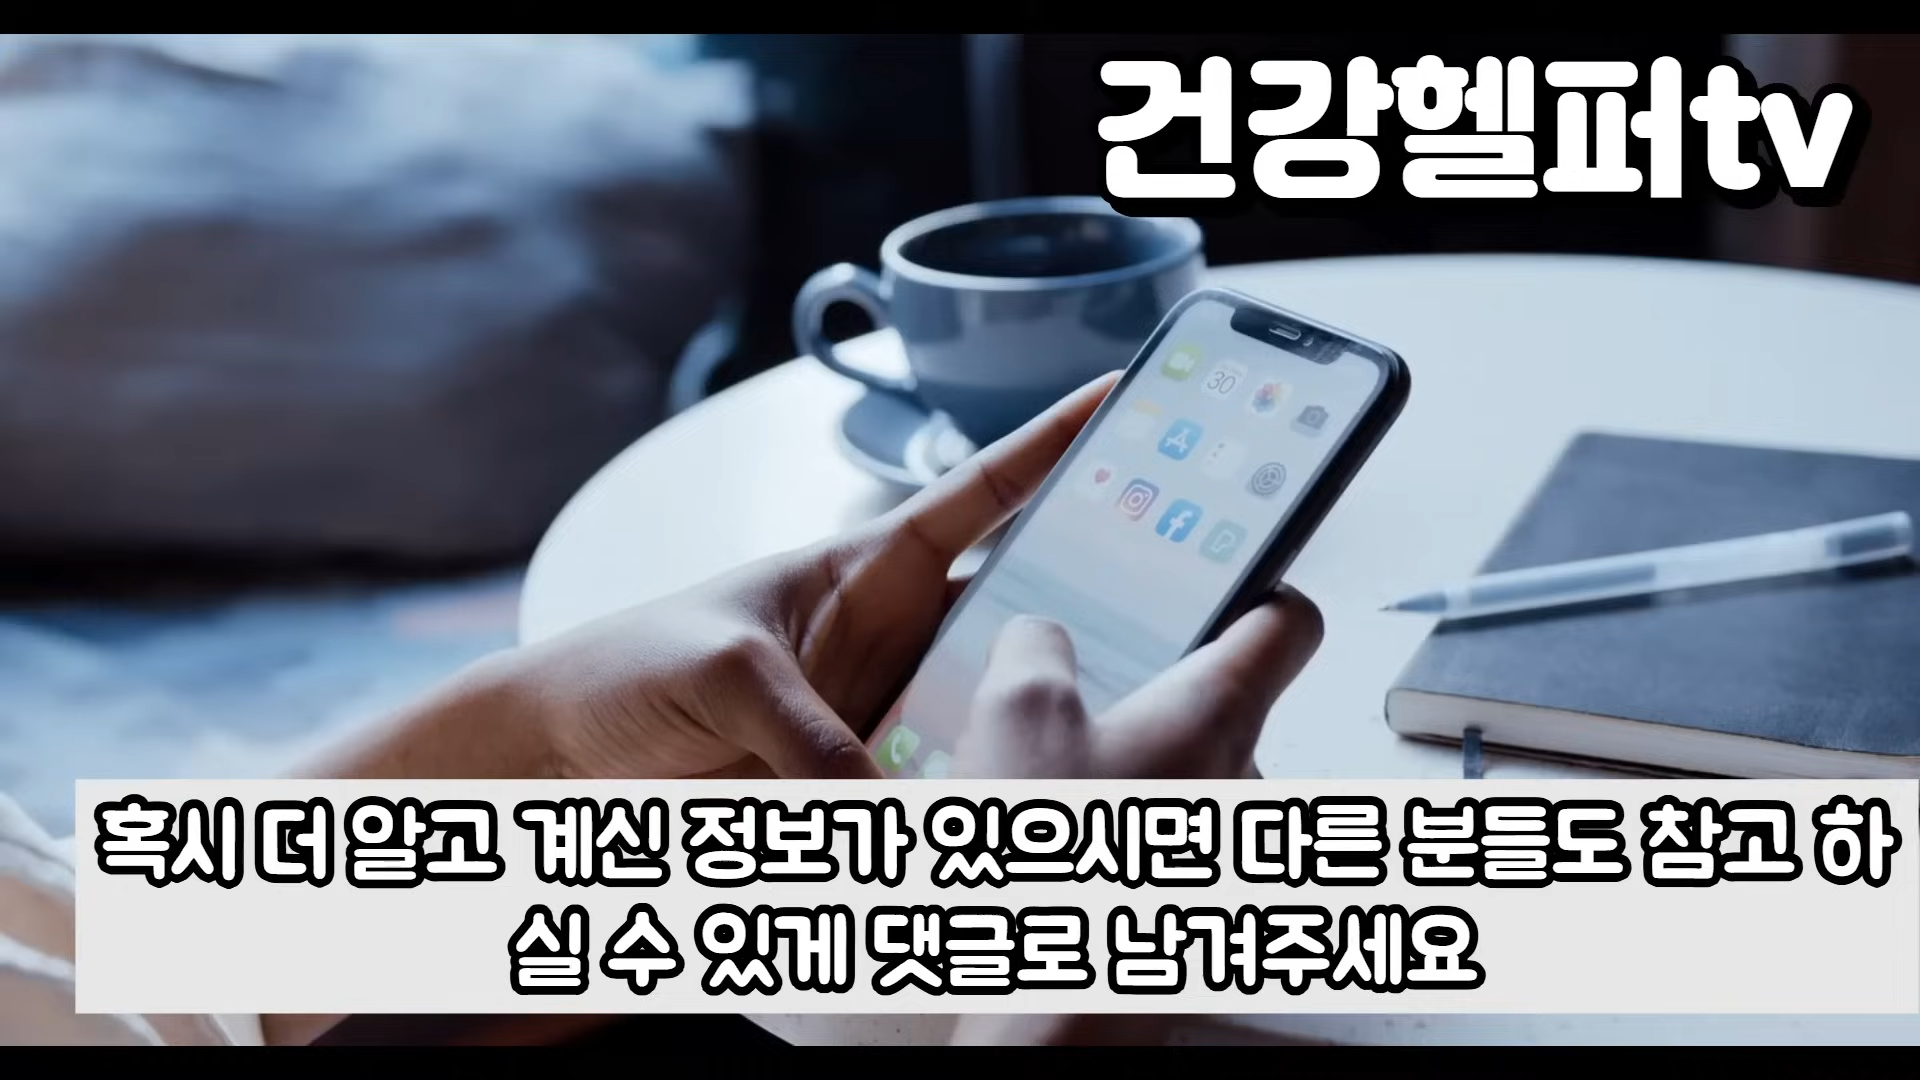 건강헬퍼tv
30
혹시 더 알고 계신 정보가 있으시면 다른 분들도 참고 하
실 수 있게 댓글로 남겨주세요